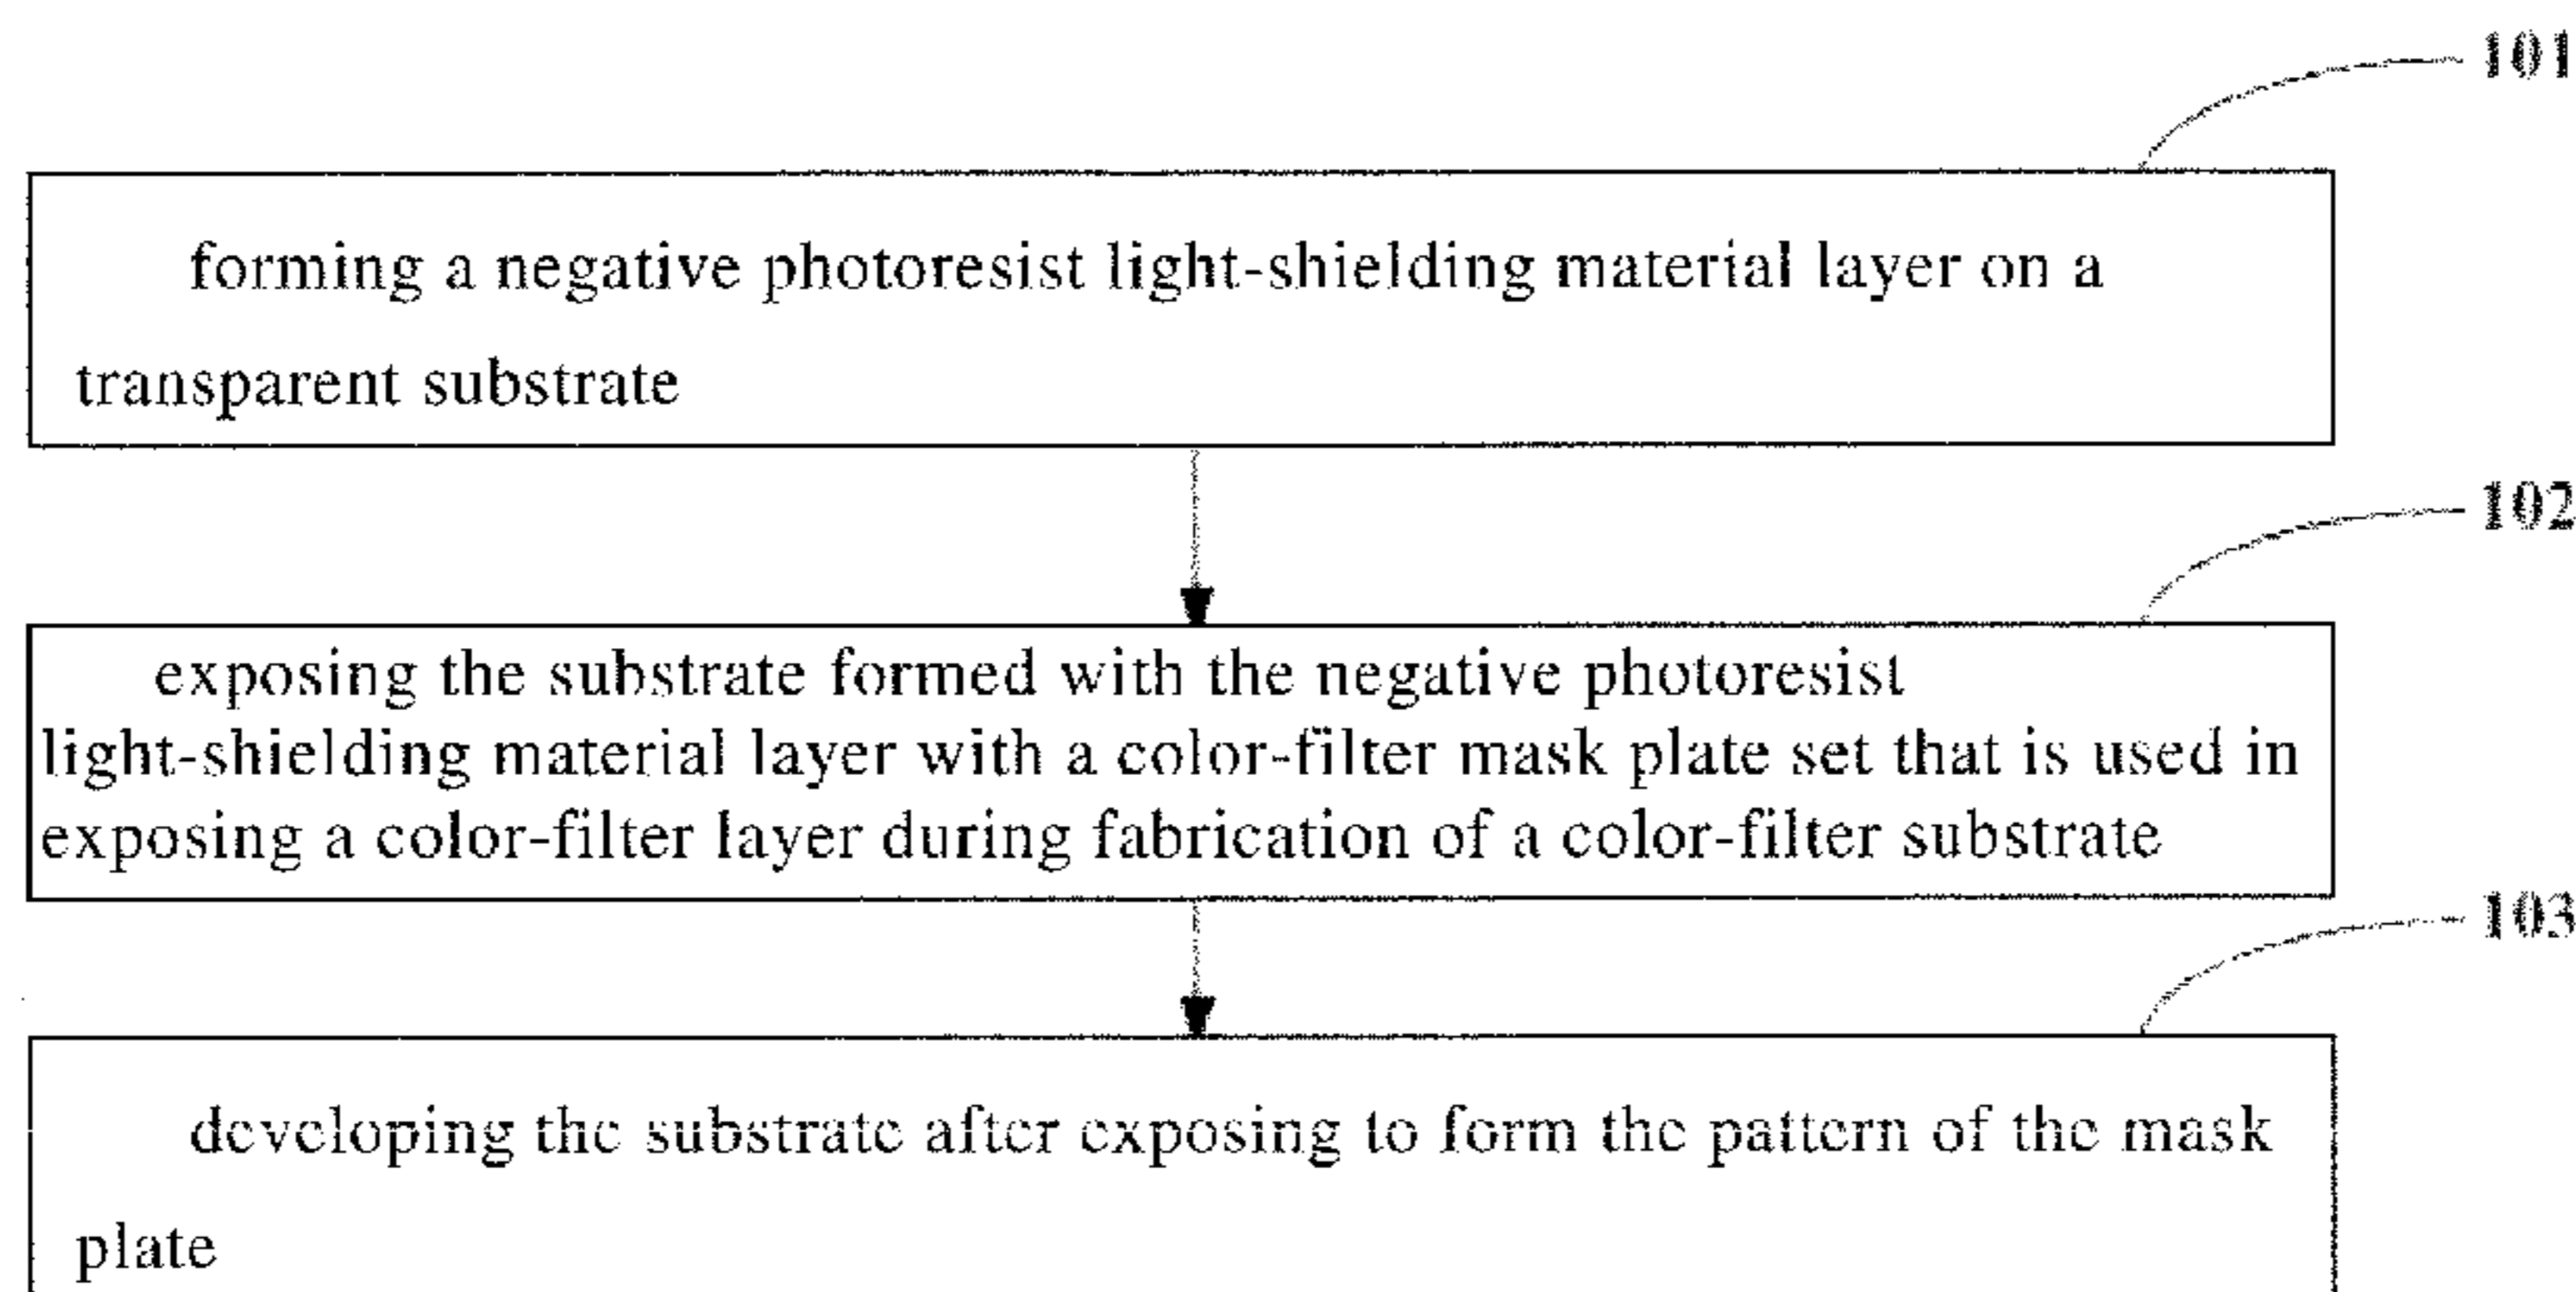 101
forming a negative photoresist light-shielding material layer on a
transparent substrate
102
exposing the substrate formed with the negative photoresist
light-shielding material layer with a color-filter mask plate set that is used in
exposing a color-filter layer during fabrication of a color-filter substrate
103
developing the substrate after exposing to form the pattern of the mask
plate